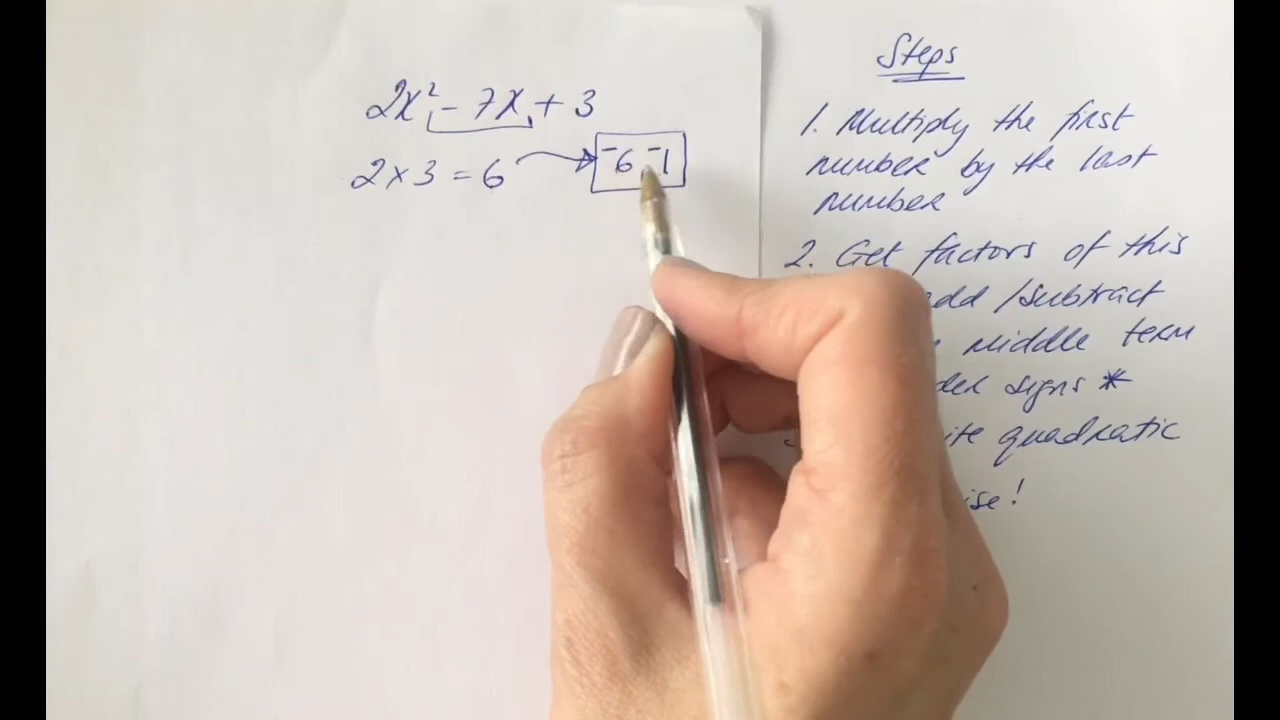 2x² - 7x + 3
2 x 3 = 6
-6 -1
Steps
1. Multiply the first
number by the last
number
2. Get factors of this
add /subtract
middle term
signs *
quadratic